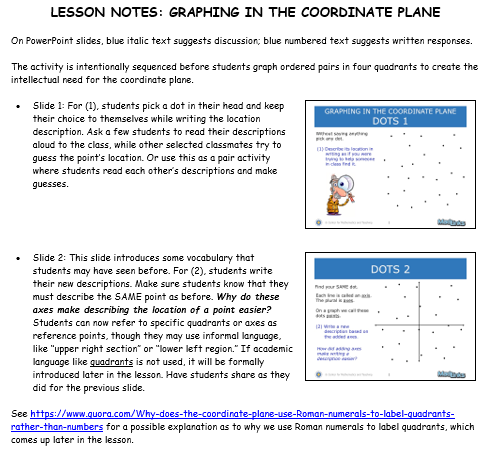 LESSON NOTES: GRAPHING IN THE COORDINATE PLANE
On PowerPoint slides, blue italic text suggests discussion; blue numbered text suggests written responses.
The activity is intentionally sequenced before students graph ordered pairs in four quadrants to create the
intellectual need for the coordinate plane.
• Slide 1: For (1), students pick a dot in their head and keep
their choice to themselves while writing the location
description. Ask a few students to read their descriptions
aloud to the class, while other selected classmates try to
guess the point's location. Or use this as a pair activity
where students read each other's descriptions and make
guesses.
GRAPHING IN THE COORDINATE PLANE
DOTS 1
Without saying anything
pick any dot.
(1) Describe its location in
writing as if you were
trying to help someone
in class find it.
• Slide 2: This slide introduces some vocabulary that
students may have seen before. For (2), students write
their new descriptions. Make sure students know that they
must describe the SAME point as before. Why do these
axes make describing the location of a point easier?
Students can now refer to specific quadrants or axes as
reference points, though they may use informal language,
like "upper right section" or "lower left region." If academic
language like quadrants is not used, it will be formally
introduced later in the lesson. Have students share as they
did for the previous slide.
DOTS 2
Find your SAME dot.
Each line is called an axis.
The plural is axes.
On a graph we call these
dots points.
(2) Write a new
description based on
the added axes.
How did adding axes
make writing a
description easier?
See https://www.quora.com/Why-does-the-coordinate-plane-use-Roman-numerals-to-label-quadrants-
rather-than-numbers for a possible explanation as to why we use Roman numerals to label quadrants, which
comes up later in the lesson.